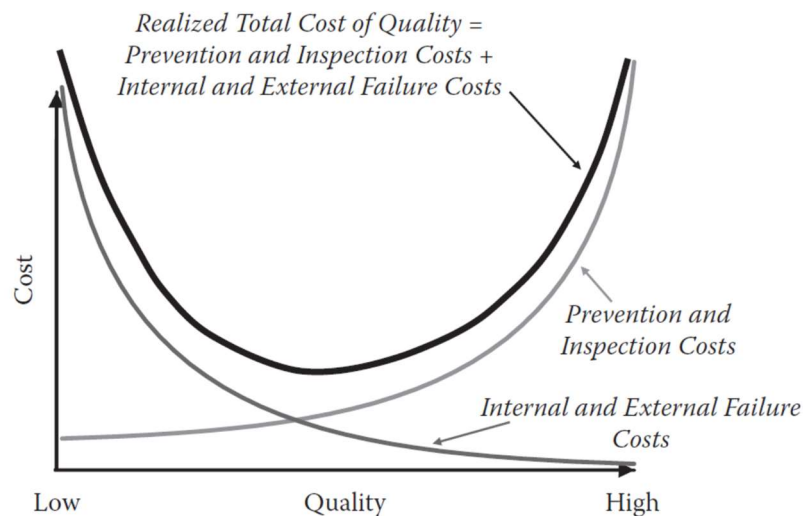 Realized Total Cost of Quality =
Prevention and Inspection Costs +
Internal and External Failure Costs
Cost
Prevention and
Inspection Costs
Internal and External Failure
Costs
Low
Quality
High